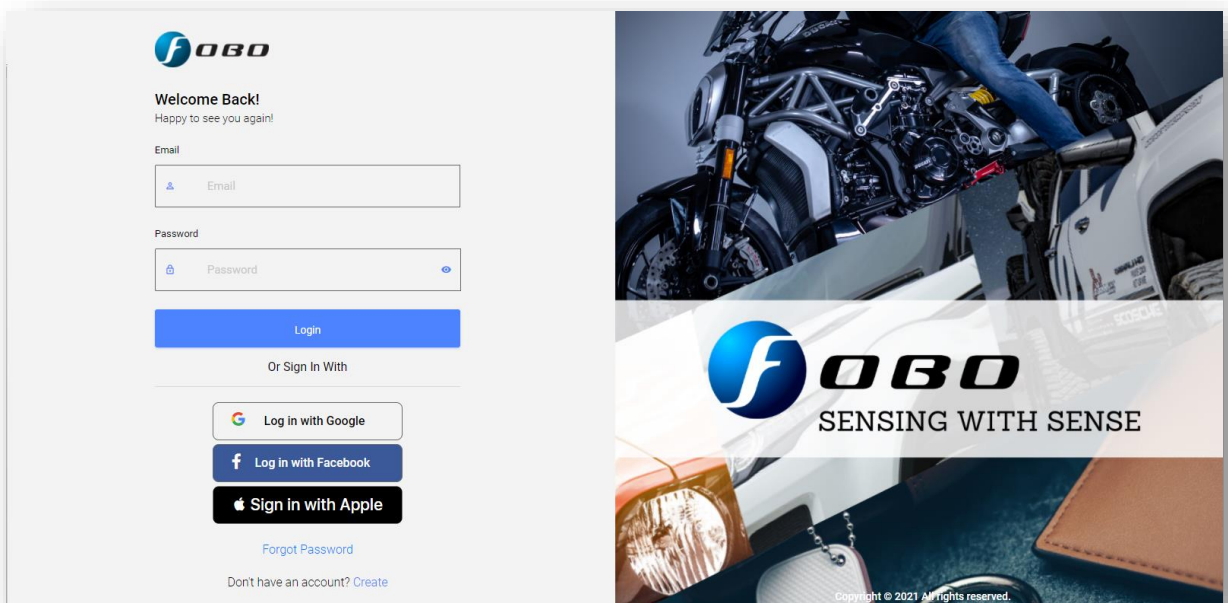 FOBO
Welcome Back!
Happy to see you again!
Email
Email
Password
Password
Login
Or Sign In With
Log in with Google
Log in with Facebook
Sign in with Apple
Forgot Password
Don't have an account? Create
FOBO
SENSING WITH SENSE
Copyright © 2021 All rights reserved.